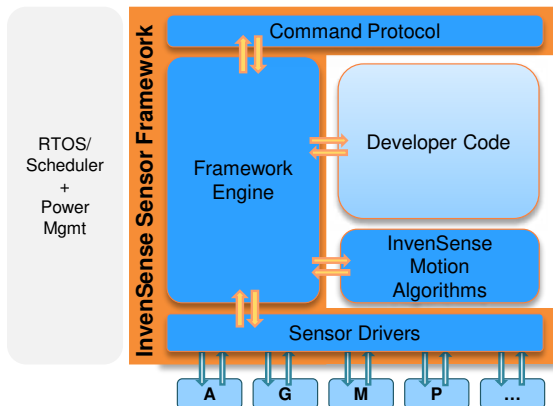 RTOS/
Scheduler
+
Power
Mgmt
InvenSense Sensor Framework
Command Protocol
Framework
Engine
Developer Code
InvenSense
Motion
Algorithms
Sensor Drivers
A
G
M
P
...